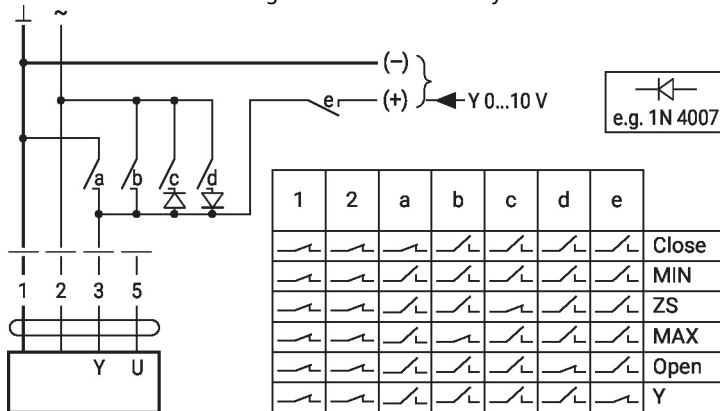 ⊥ ~
(–)
e (+) Y 0...10 V
e.g. 1N 4007
a b c d
1 2 3 5
Y U
1 2 a b c d e
Close
MIN
ZS
MAX
Open
Y